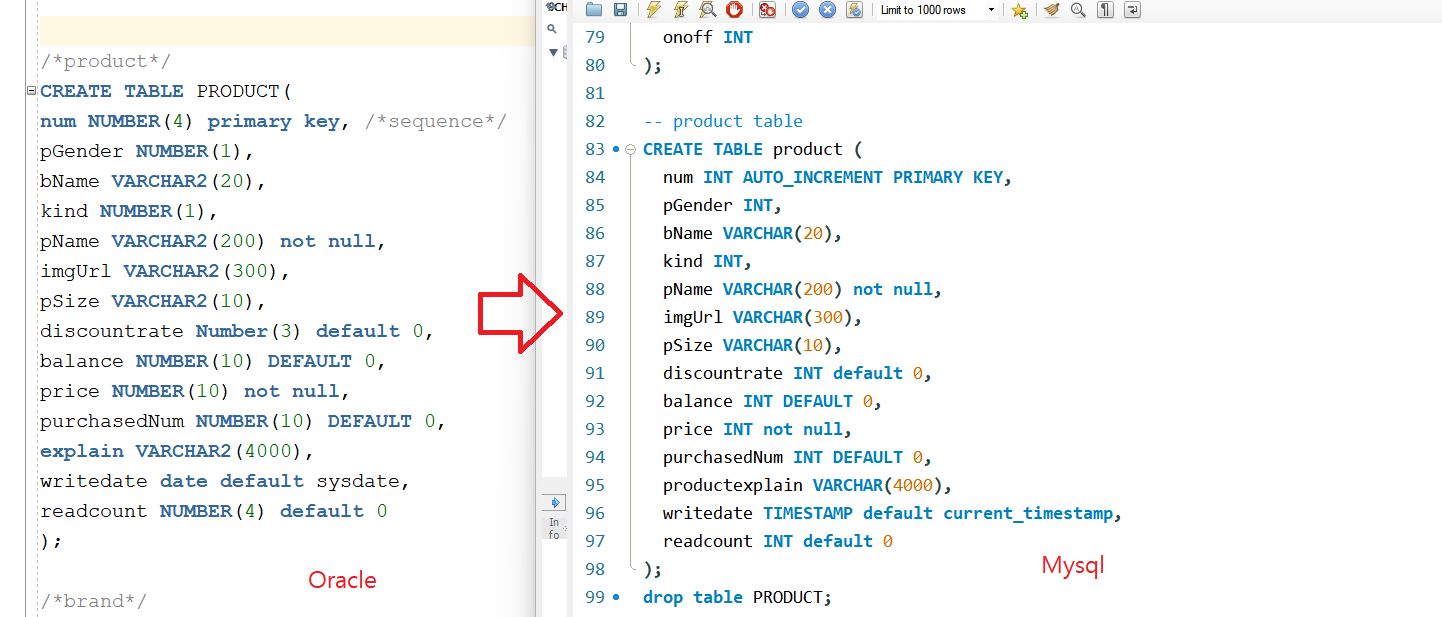 /*product*/
CREATE TABLE PRODUCT(
num NUMBER(4) primary key, /*sequence*/
pGender NUMBER(1),
bName VARCHAR2(20),
kind NUMBER(1),
pName VARCHAR2(200) not null,
imgUrl VARCHAR2(300),
pSize VARCHAR2(10),
discountrate Number(3) default 0,
balance NUMBER(10) DEFAULT 0,
price NUMBER(10) not null,
purchasedNum NUMBER(10) DEFAULT 0,
explain VARCHAR2(4000),
writedate date default sysdate,
readcount NUMBER(4) default 0
);
Oracle
/*brand*/
In
fo
Limit to 1000 rows
79 onoff INT
80 );
81
82 -- product table
83 CREATE TABLE product (
84 num INT AUTO_INCREMENT PRIMARY KEY,
85 pGender INT,
86 bName VARCHAR(20),
87 kind INT,
88 pName VARCHAR(200) not null,
89 imgUrl VARCHAR(300),
90 pSize VARCHAR(10),
91 discountrate INT default 0,
92 balance INT DEFAULT 0,
93 price INT not null,
94 purchasedNum INT DEFAULT 0,
95 productexplain VARCHAR(4000),
96 writedate TIMESTAMP default current_timestamp,
97 readcount INT default 0
98 );
Mysql
99 drop table PRODUCT;